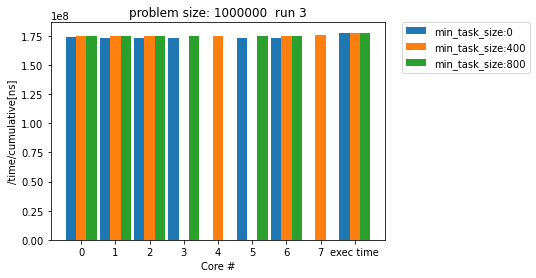 problem size: 1000000  run 3
1e8
1.75
1.50
1.25
1.00
0.75
0.50
0.25
0.00
/time/cumulative[ns]
0 1 2 3 4 5 6 7 exec time
Core #
min_task_size:0
min_task_size:400
min_task_size:800